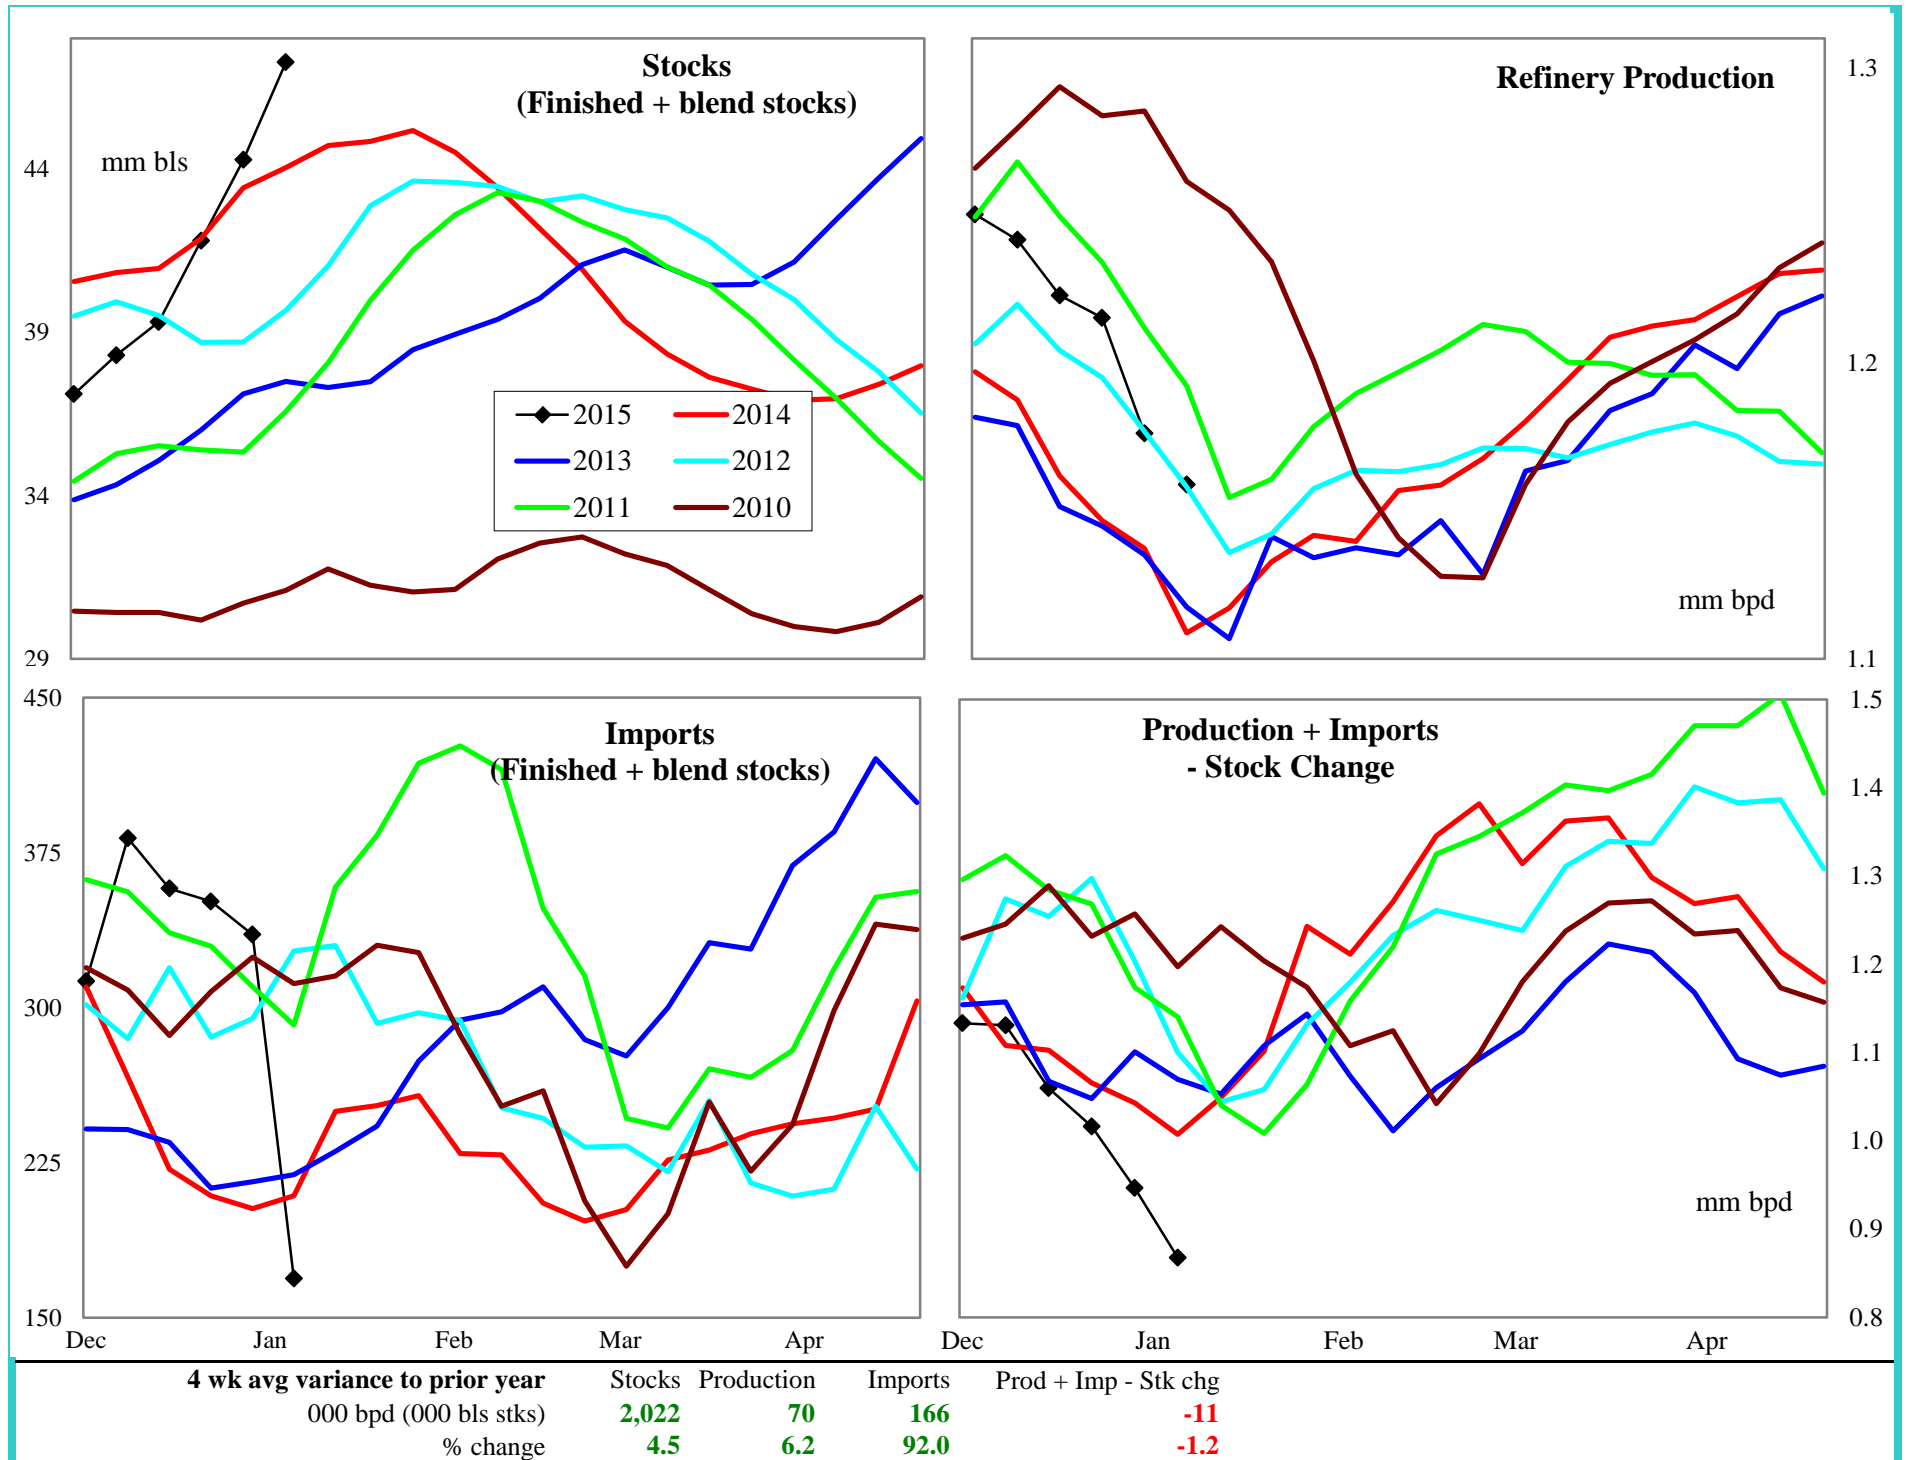 Stocks
(Finished + blend stocks)
mm bls
44
39
34
29
2015
2014
2013
2012
2011
2010
Refinery Production
mm bpd
1.3
1.2
1.1
Imports
(Finished + blend stocks)
450
375
300
225
150
Dec
Jan
Feb
Mar
Apr
Production + Imports
- Stock Change
mm bpd
1.5
1.4
1.3
1.2
1.1
1.0
0.9
0.8
Dec
Jan
Feb
Mar
Apr
4 wk avg variance to prior year Stocks Production Imports Prod + Imp - Stk chg
000 bpd (000 bls stks) 2,022 70 166 -11
% change 4.5 6.2 92.0 -1.2